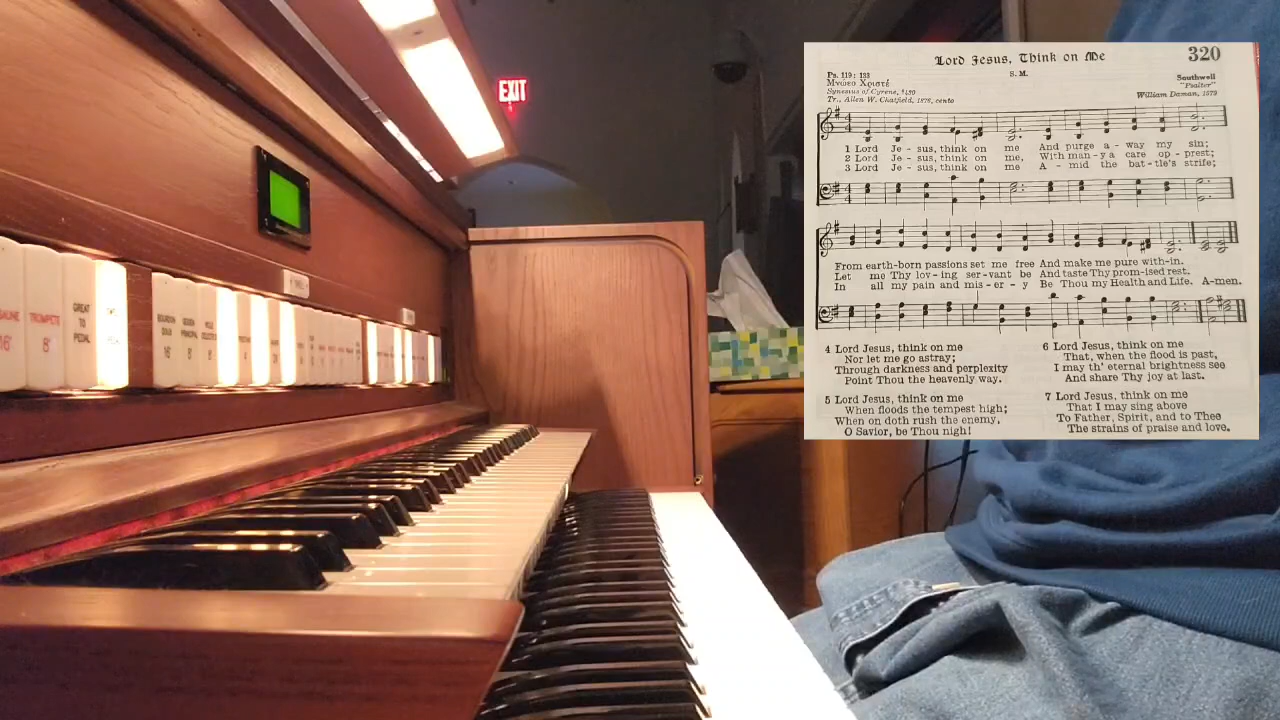 EXIT
Lord Jesus, Think on Me
320
Ps. 119: 133
S. M.
Southwell
Μνώεο Χριστέ
"Psalter"
Synesius of Cyrene,
William Daman, 1579
Tr., Allen W. Chatfield, 1876, cento
1 Lord Je - sus, think on me And purge a - way my sin;
2 Lord Je - sus, think on me, With man - y a care op - prest;
3 Lord Je - sus, think on me A - mid the bat - tle's strife;
From earth-born passions set me free And make me pure with-in.
Let me Thy lov - ing ser - vant be And taste Thy prom-ised rest.
In all my pain and mis - er - y Be Thou my Health and Life. A-men.
4 Lord Jesus, think on me
Nor let me go astray;
Through darkness and perplexity
Point Thou the heavenly way.
5 Lord Jesus, think on me
When floods the tempest high;
When on doth rush the enemy,
O Savior, be Thou nigh!
6 Lord Jesus, think on me
That, when the flood is past,
I may th' eternal brightness see
And share Thy joy at last.
7 Lord Jesus, think on me
That I may sing above
To Father, Spirit, and to Thee
The strains of praise and love.
16'
TROMPETE
8'
GREAT
TO
PEDAL
16'
8'
8'